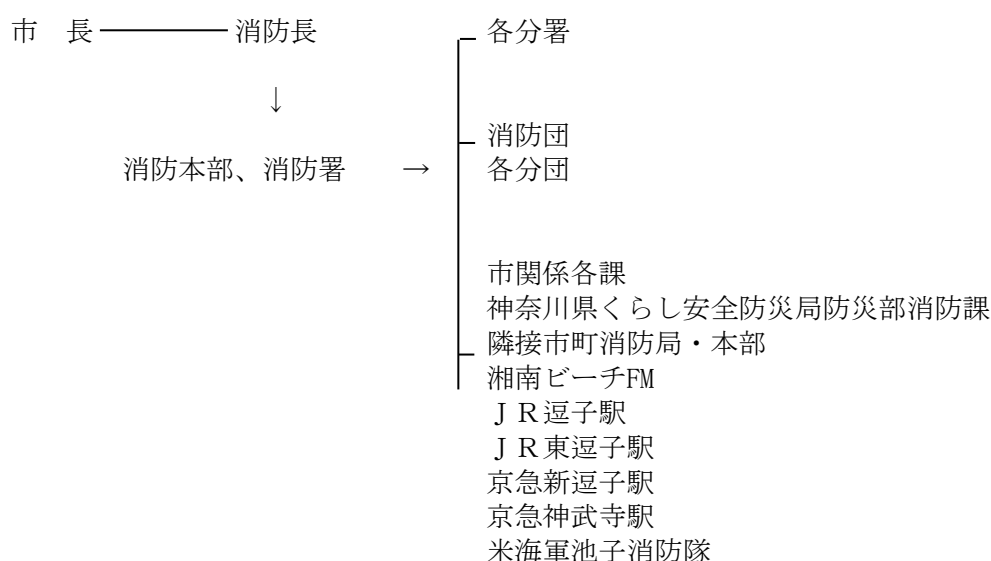 市　長 消防長 各分署
↓
消防団
消防本部、消防署 → 各分団
市関係各課
神奈川県くらし安全防災局防災部消防課
隣接市町消防局・本部
湘南ビーチFM
ＪＲ逗子駅
ＪＲ東逗子駅
京急新逗子駅
京急神武寺駅
米海軍池子消防隊